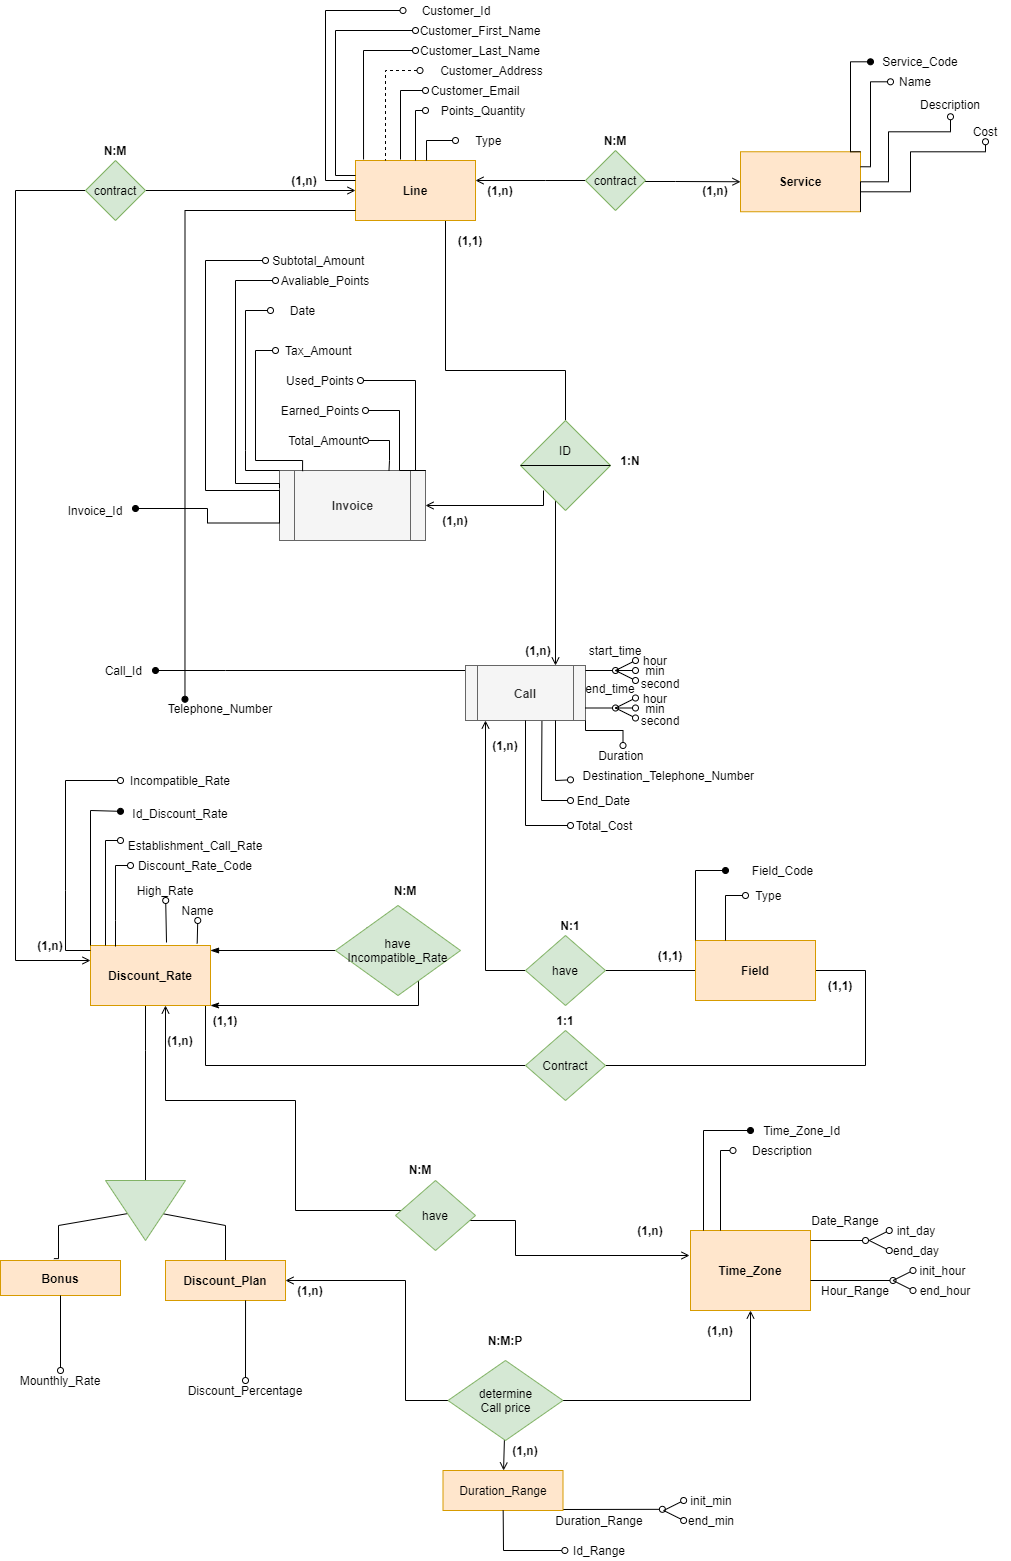 Customer_Id
Customer_First_Name
Customer_Last_Name
Customer_Address
Customer_Email
Points_Quantity
Type
Service_Code
Name
Description
Cost
N:M
contract
(1,n)
Line
(1,n)
N:M
contract
(1,n)
Service
(1,1)
Subtotal_Amount
Avaliable_Points
Date
Tax_Amount
Used_Points
Earned_Points
Total_Amount
ID
1:N
Invoice
(1,n)
Invoice_Id
(1,n)
start_time
hour
min
second
Call_Id
Call
end_time
hour
min
second
Telephone_Number
(1,n)
Duration
Destination_Telephone_Number
End_Date
Total_Cost
Incompatible_Rate
Id_Discount_Rate
Establishment_Call_Rate
Discount_Rate_Code
High_Rate
Name
N:M
have
Incompatible_Rate
Field_Code
Type
(1,n)
Discount_Rate
N:1
have
(1,1)
Field
(1,1)
(1,1)
1:1
(1,n)
Contract
Time_Zone_Id
Description
N:M
have
(1,n)
Date_Range
int_day
end_day
Time_Zone
init_hour
Hour_Range
end_hour
Bonus
Discount_Plan
(1,n)
(1,n)
N:M:P
Mounthly_Rate
Discount_Percentage
determine
Call price
(1,n)
Duration_Range
init_min
Duration_Range
end_min
Id_Range